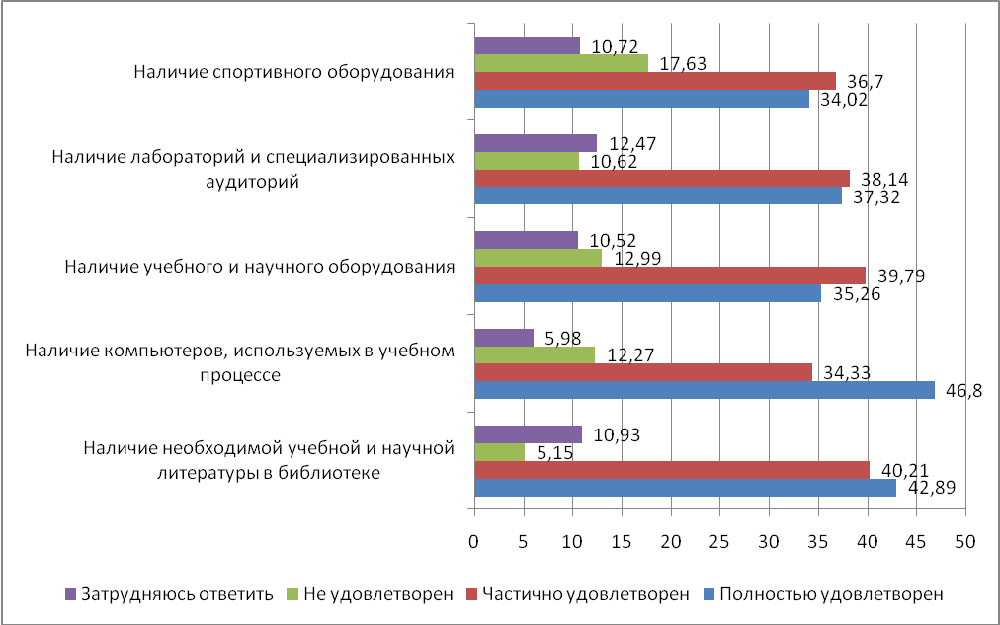 10,72
Наличие спортивного оборудования
17,63
36,7
34,02
Наличие лабораторий и специализированных
аудиторий
12,47
10,62
38,14
37,32
Наличие учебного и научного оборудования
10,52
12,99
39,79
35,26
Наличие компьютеров, используемых в учебном
процессе
5,98
12,27
34,33
46,8
Наличие необходимой учебной и научной
литературы в библиотеке
10,93
5,15
40,21
42,89
0 5 10 15 20 25 30 35 40 45 50
Затрудняюсь ответить Не удовлетворен Частично удовлетворен Полностью удовлетворен